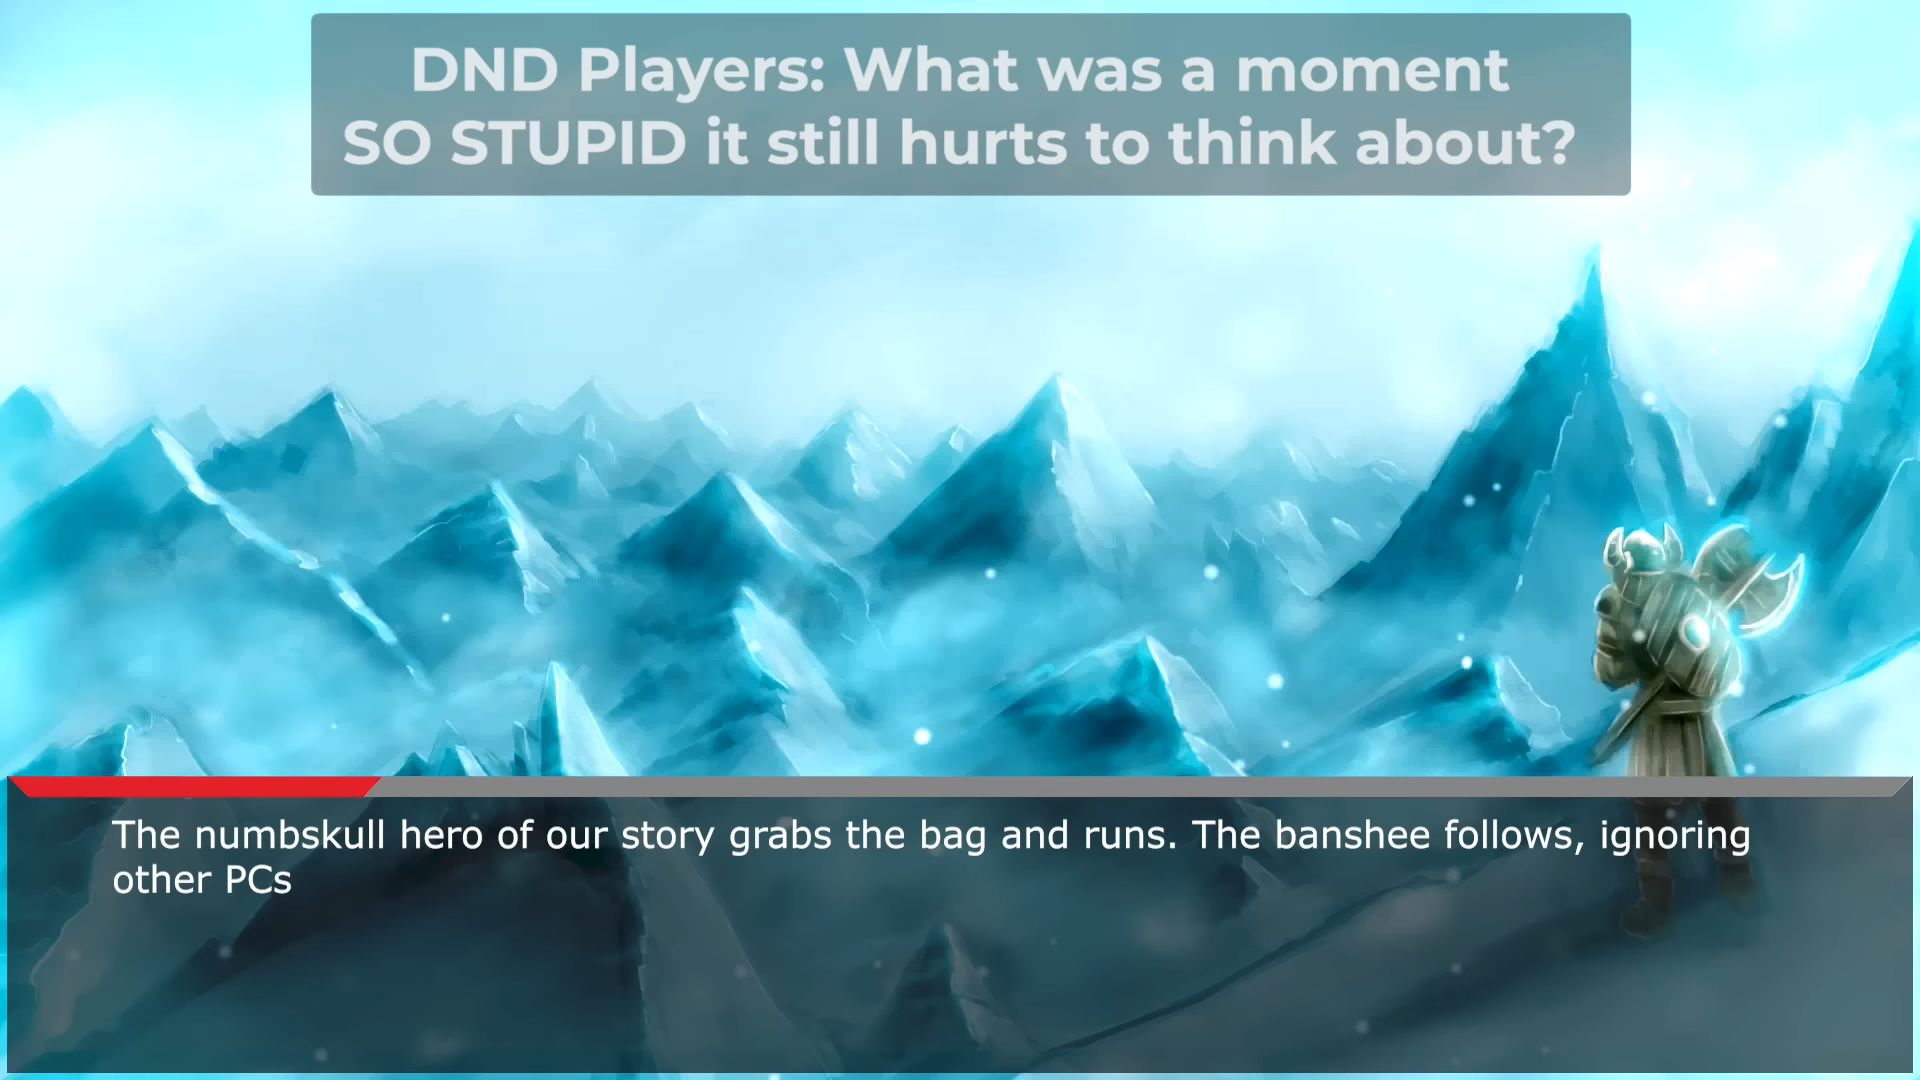 DND Players: What was a moment
SO STUPID it still hurts to think about?
The numbskull hero of our story grabs the bag and runs. The banshee follows, ignoring
other PCs